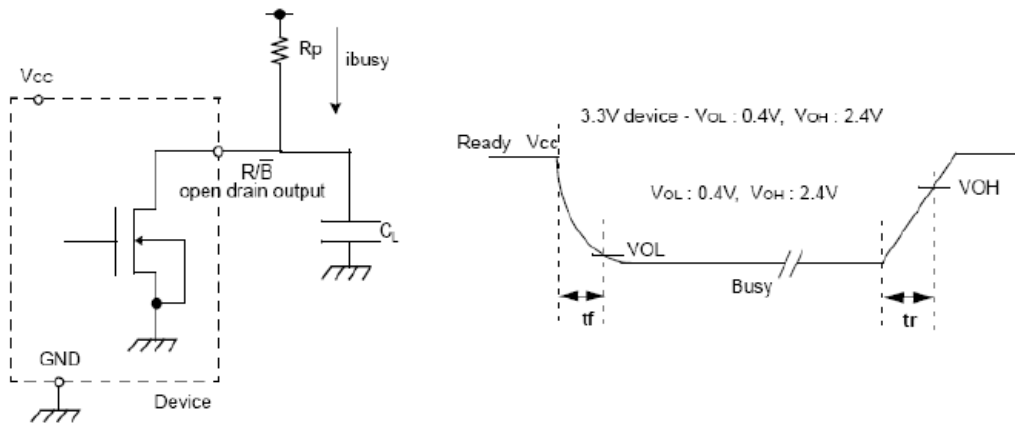 Rp
ibusy
Vcc
R/B̅
open drain output
CL
GND
Device
3.3V device - VOL : 0.4V, VOH : 2.4V
Ready Vcc
VOL : 0.4V, VOH : 2.4V
VOH
VOL
Busy
tf
tr